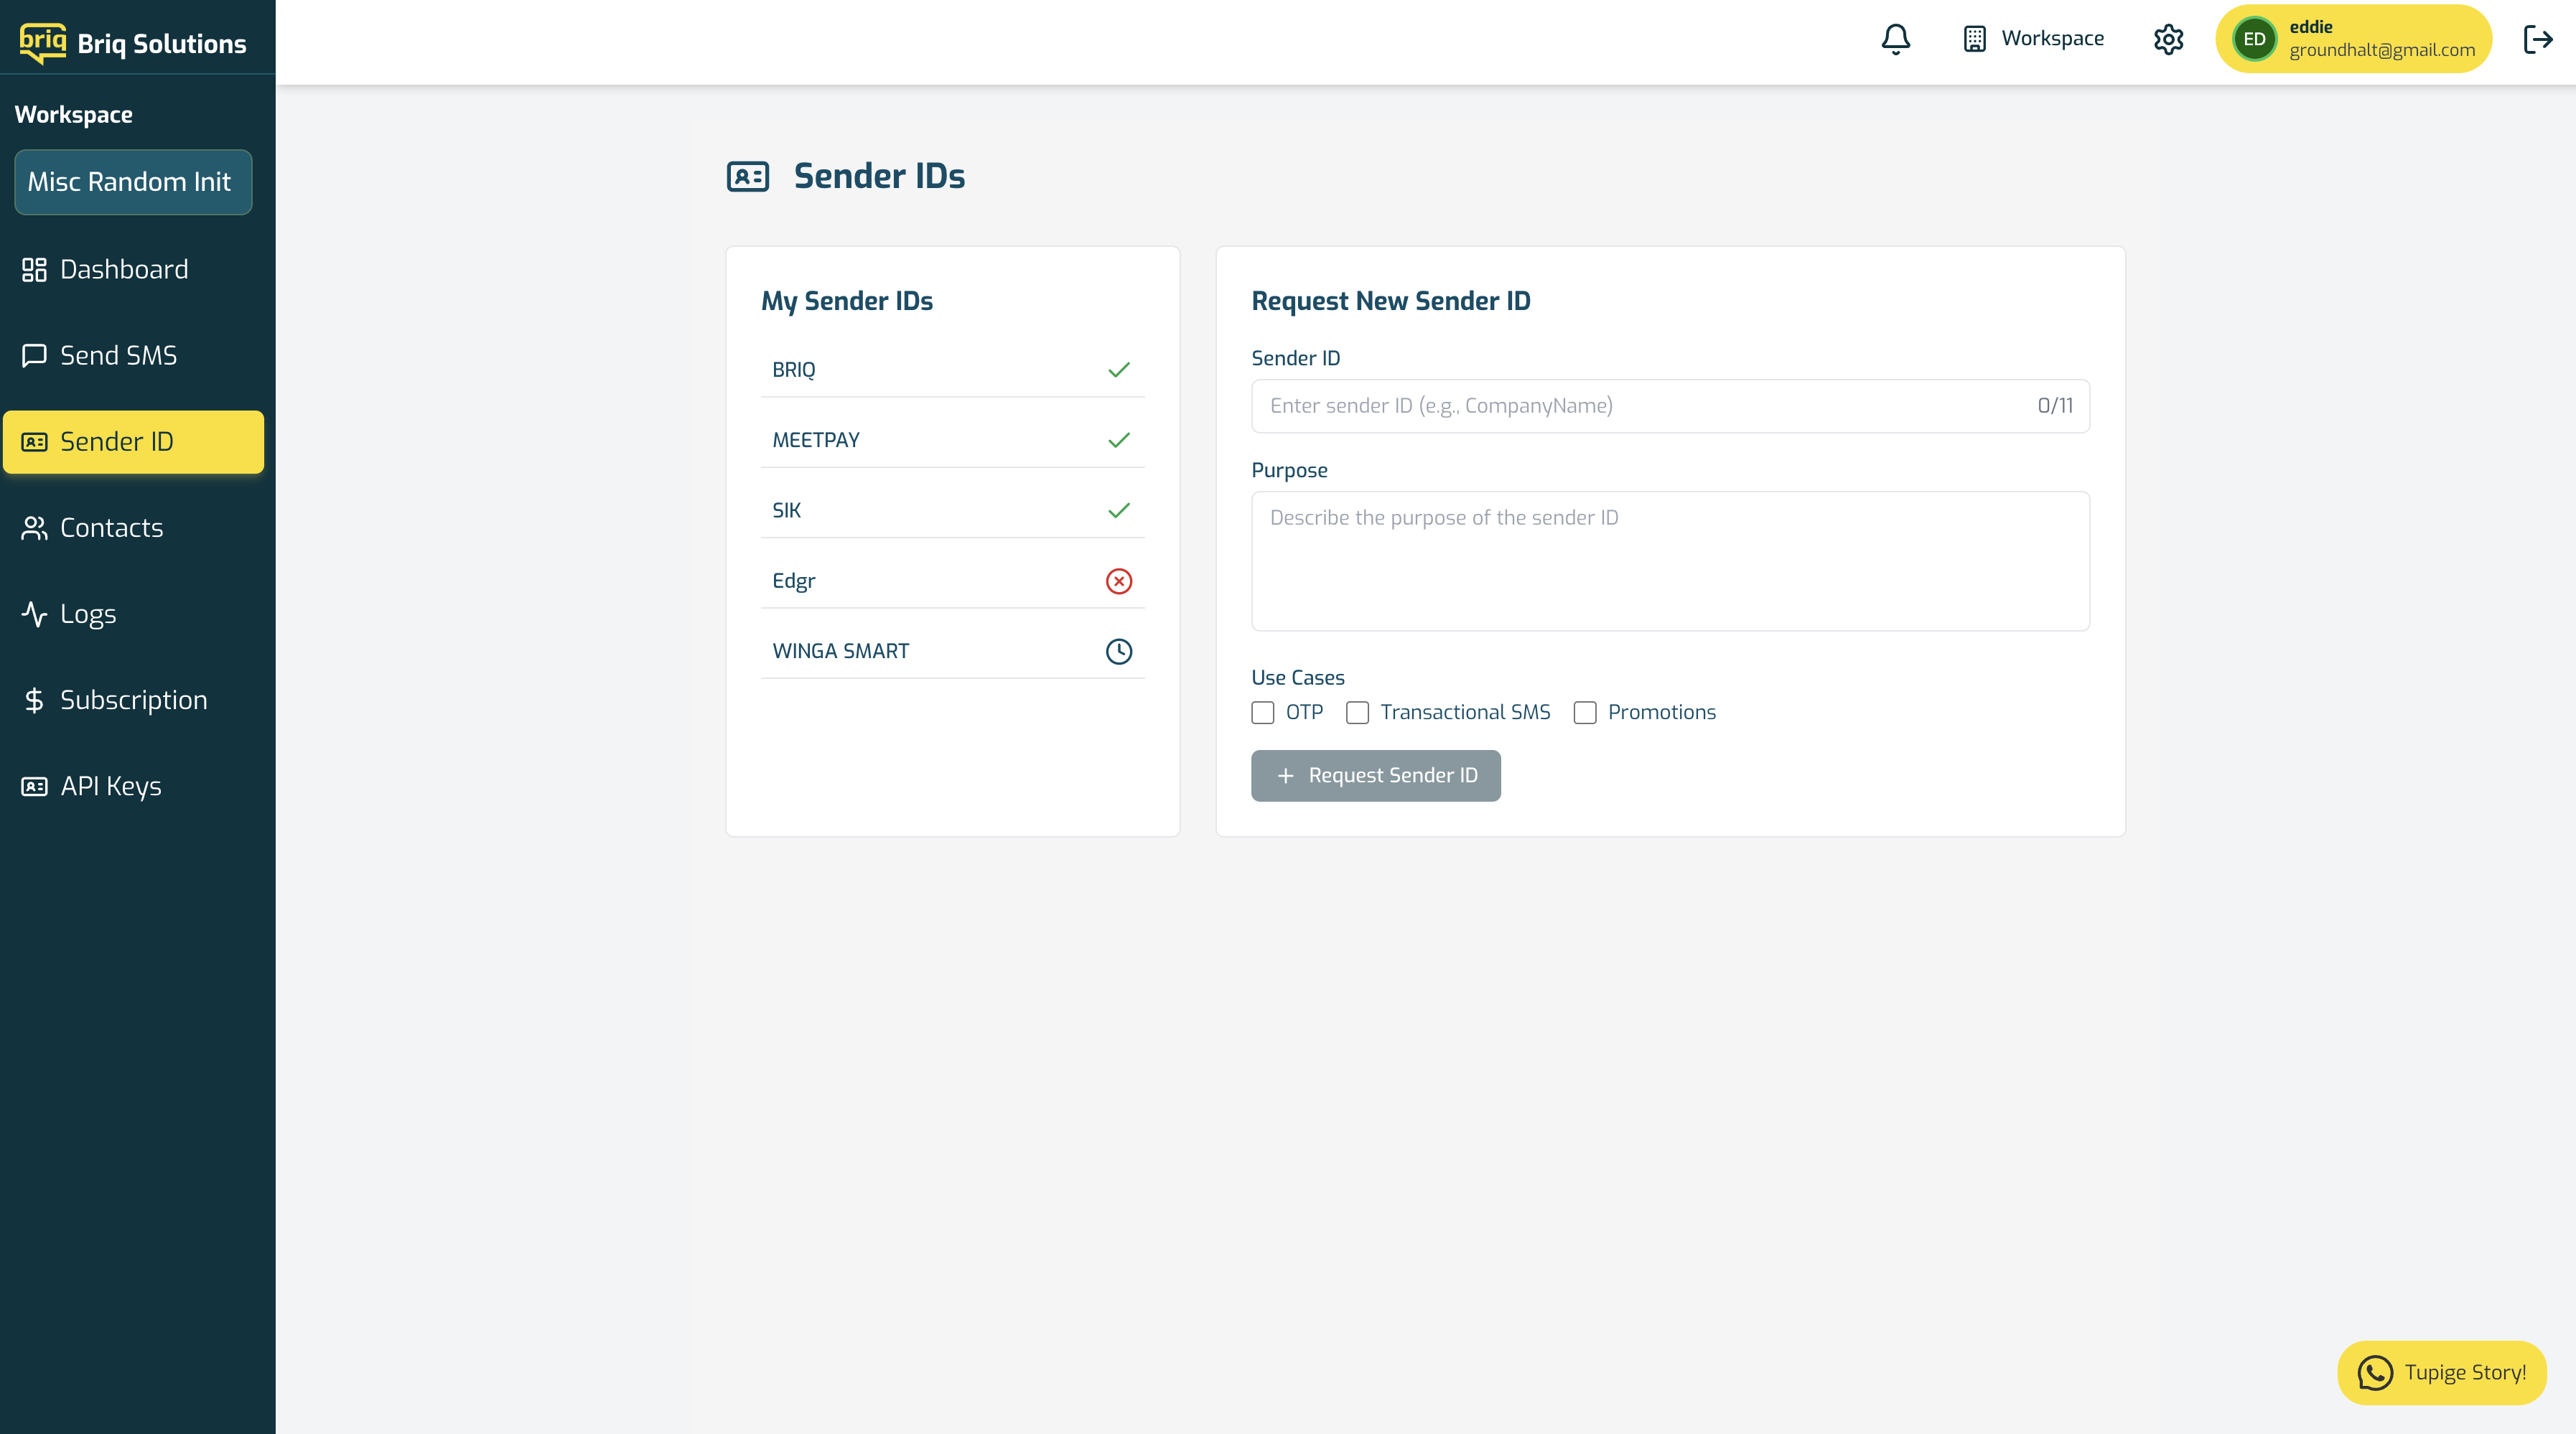 briq Briq Solutions
Workspace
eddie
groundhalt@gmail.com
ED
Workspace
Misc Random Init
Dashboard
Send SMS
Sender ID
Contacts
Logs
Subscription
API Keys
Sender IDs
My Sender IDs
BRIQ
MEETPAY
SIK
Edgr
WINGA SMART
Request New Sender ID
Sender ID
Enter sender ID (e.g., CompanyName) 0/11
Purpose
Describe the purpose of the sender ID
Use Cases
OTP Transactional SMS Promotions
Request Sender ID
Tupige Story!